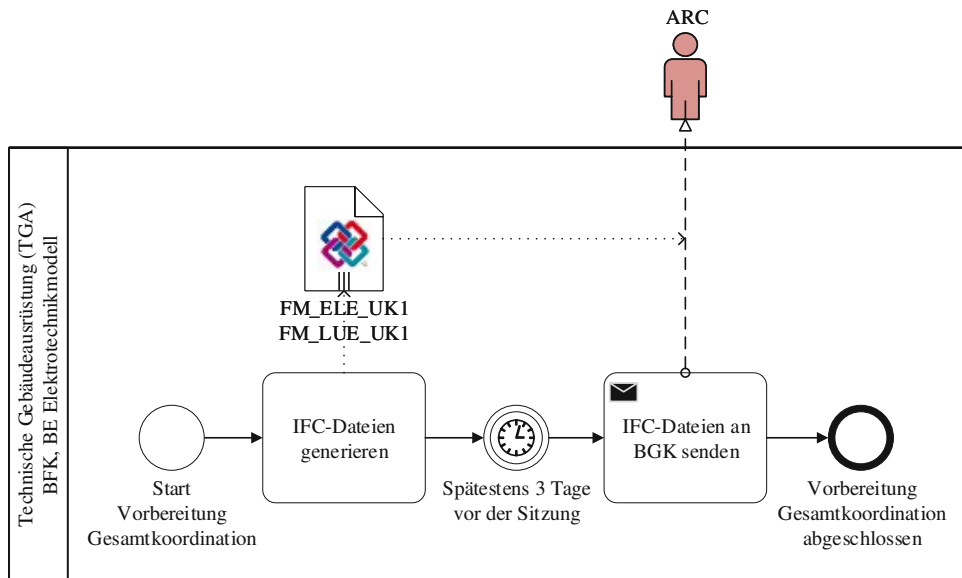 ARC
Technische Gebäudeausrüstung (TGA)
BFK, BE Elektrotechnikmodell
FM_ELE_UK1
FM_LUE_UK1
IFC-Dateien
generieren
IFC-Dateien an
BGK senden
Start
Vorbereitung
Gesamtkoordination
Spätestens 3 Tage
vor der Sitzung
Vorbereitung
Gesamtkoordination
abgeschlossen